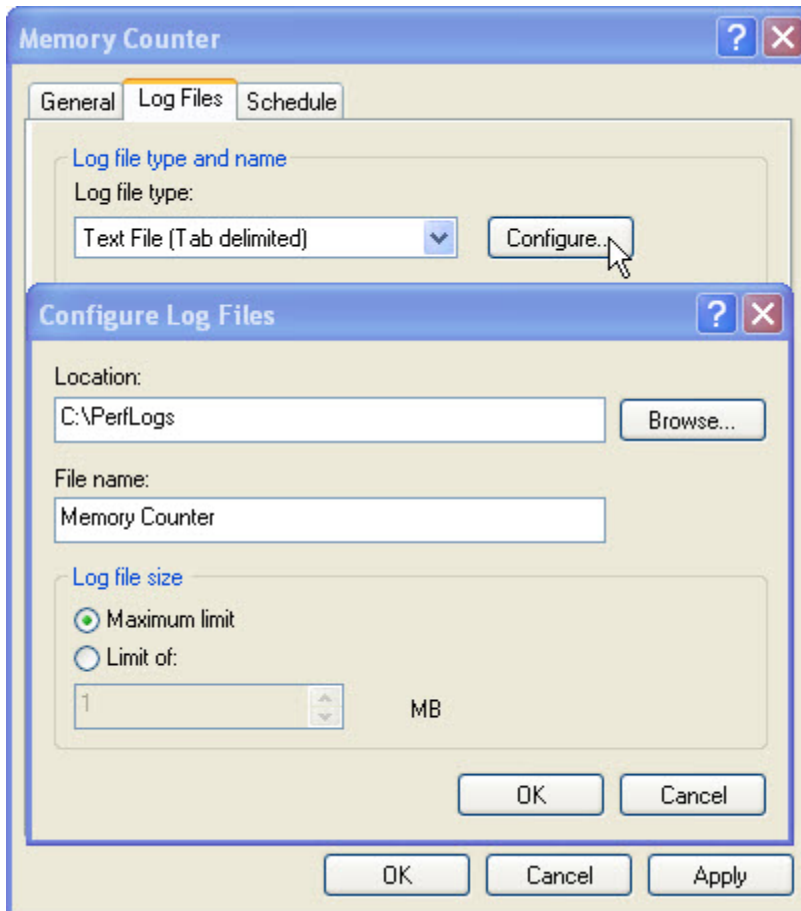 Memory Counter
General Log Files Schedule
Log file type and name
Log file type:
Text File (Tab delimited) Configure...
Configure Log Files
Location:
C:\PerfLogs Browse...
File name:
Memory Counter
Log file size
Maximum limit
Limit of:
1 MB
OK Cancel
OK Cancel Apply